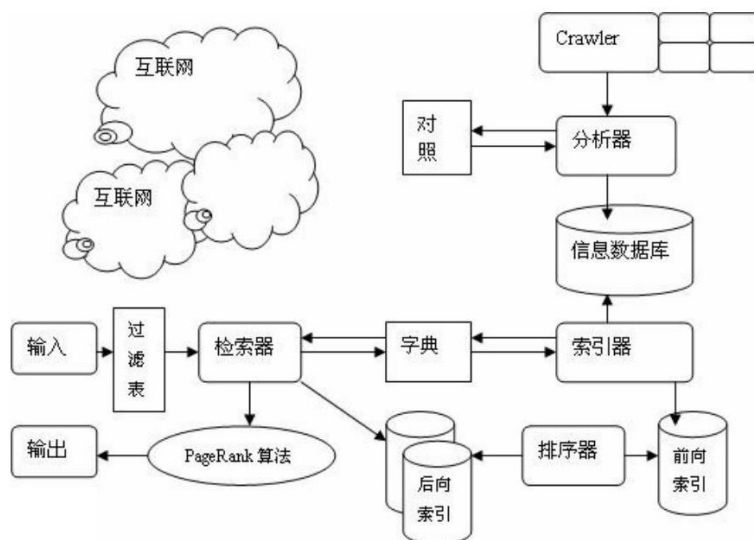 互联网
Crawler
对
照
分析器
互联网
信息数据库
输入
过
滤
表
检索器
字典
索引器
输出
PageRank 算法
后向
索引
排序器
前向
索引